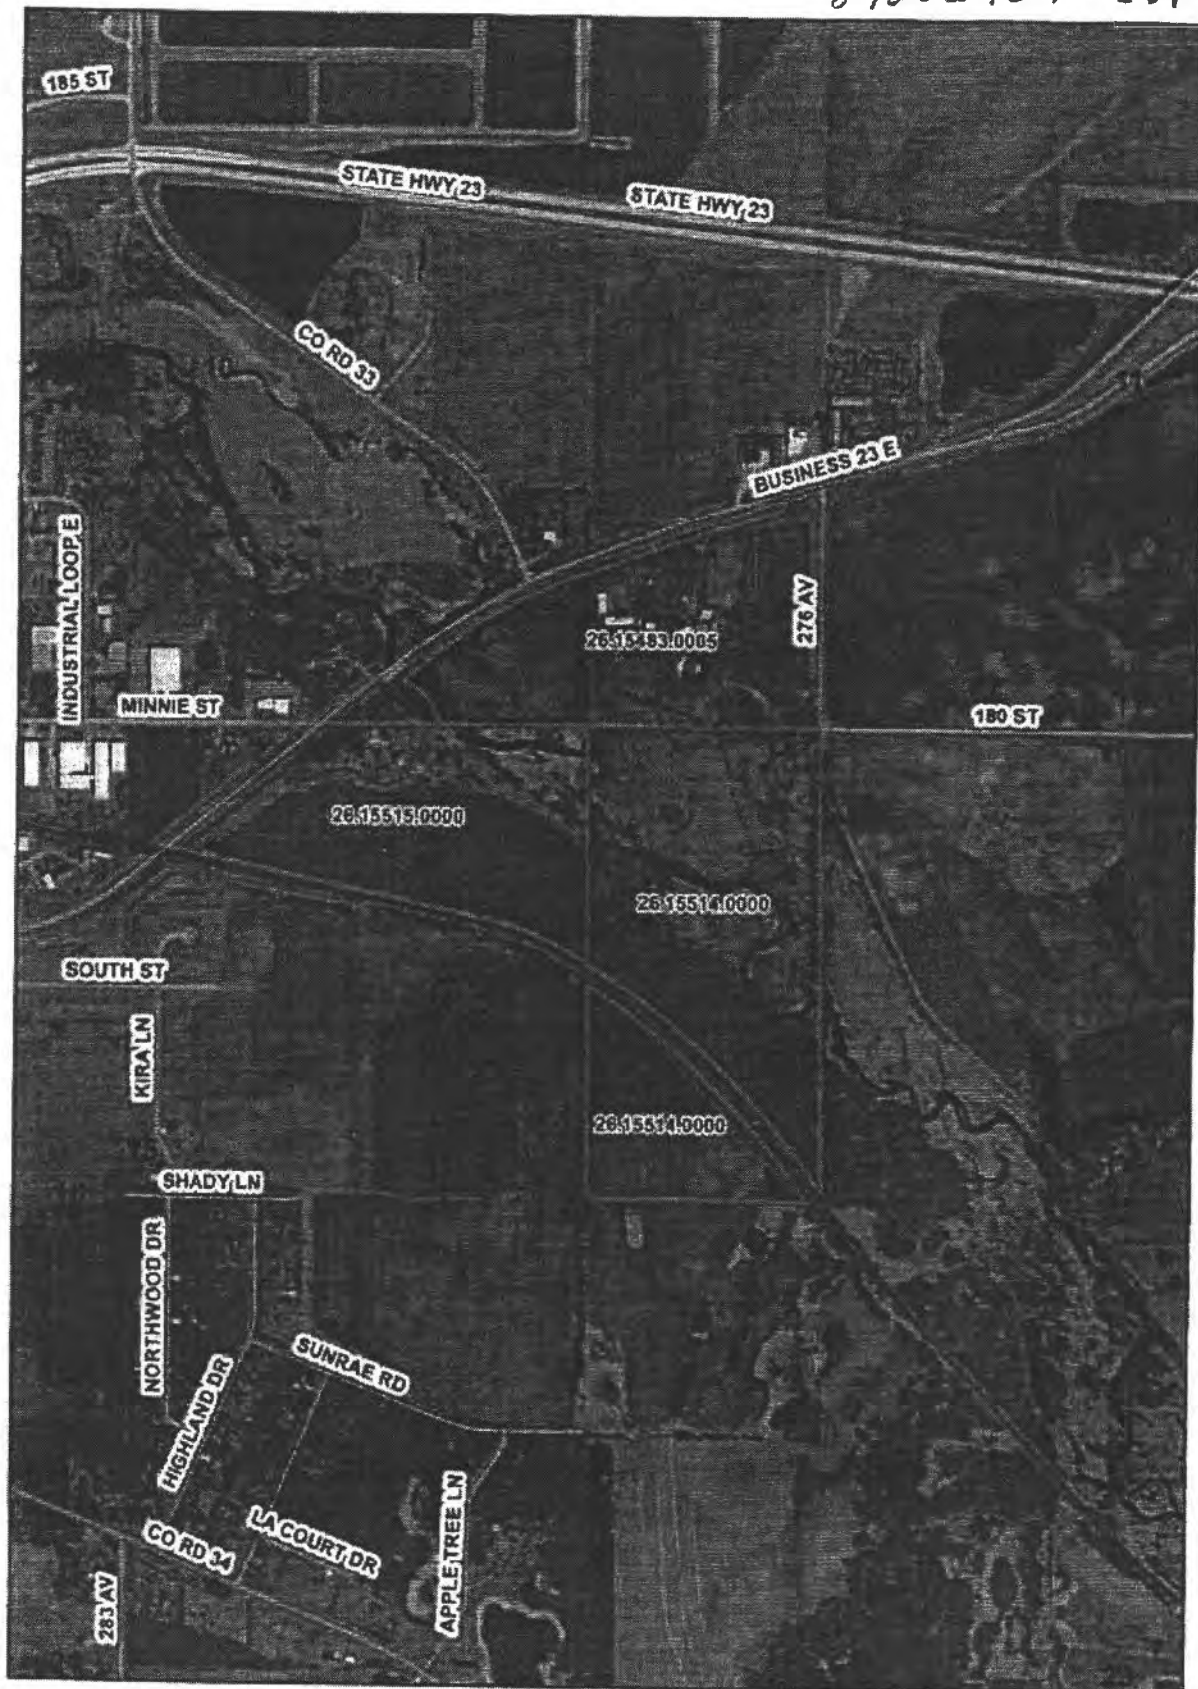 185 ST
STATE HWY 23
STATE HWY 23
CO RD 33
BUSINESS 23 E
INDUSTRIAL LOOP E
276 AV
26.15483.0005
MINNIE ST
180 ST
26.15515.0000
26.15514.0000
SOUTH ST
KIRA LN
26.15514.0000
SHADY LN
NORTHWOOD DR
SUNRAE RD
HIGHLAND DR
LA COURT DR
CO RD 34
APPLETREE LN
283 AV